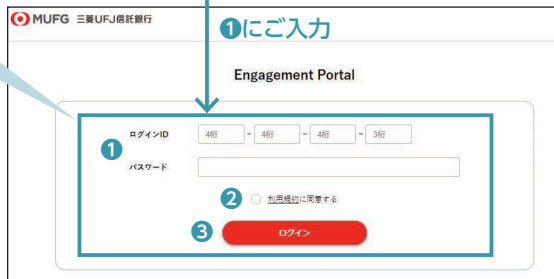 MUFG 三菱UFJ信託銀行
❶にご入力
Engagement Portal
❶
ログインID 4桁 - 4桁 - 4桁 - 3桁
パスワード
❷ 利用規約に同意する
❸ ログイン